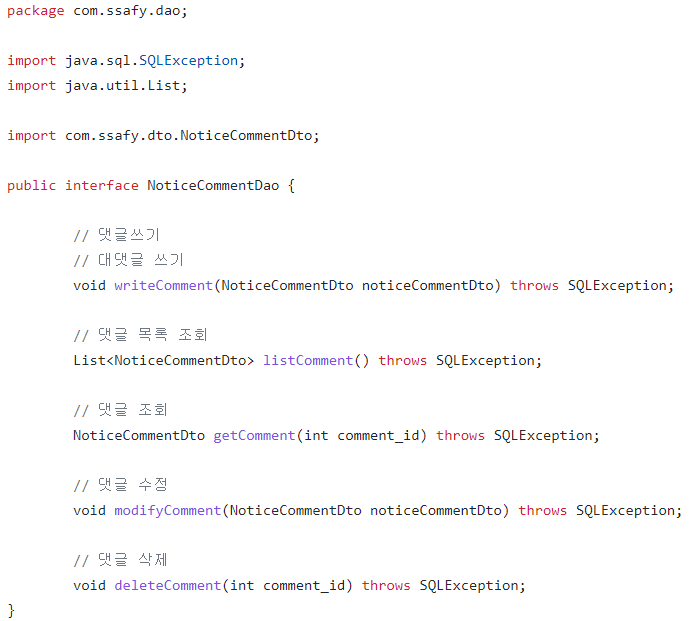 package com.ssafy.dao;
import java.sql.SQLException;
import java.util.List;
import com.ssafy.dto.NoticeCommentDto;
public interface NoticeCommentDao {
// 댓글쓰기
// 대댓글 쓰기
void writeComment(NoticeCommentDto noticeCommentDto) throws SQLException;
// 댓글 목록 조회
List<NoticeCommentDto> listComment() throws SQLException;
// 댓글 조회
NoticeCommentDto getComment(int comment_id) throws SQLException;
// 댓글 수정
void modifyComment(NoticeCommentDto noticeCommentDto) throws SQLException;
// 댓글 삭제
void deleteComment(int comment_id) throws SQLException;
}